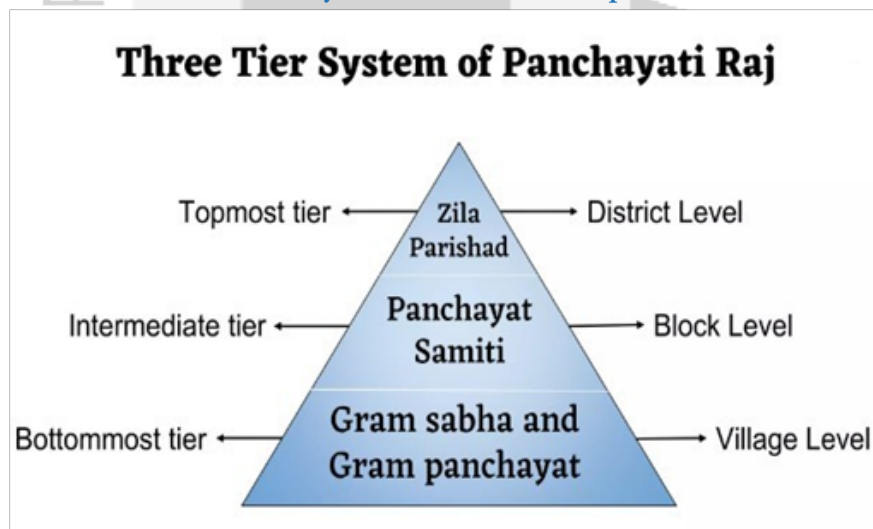 Three Tier System of Panchayati Raj
Topmost tier
Zila
Parishad
District Level
Intermediate tier
Panchayat
Samiti
Block Level
Bottommost tier
Gram sabha and
Gram panchayat
Village Level